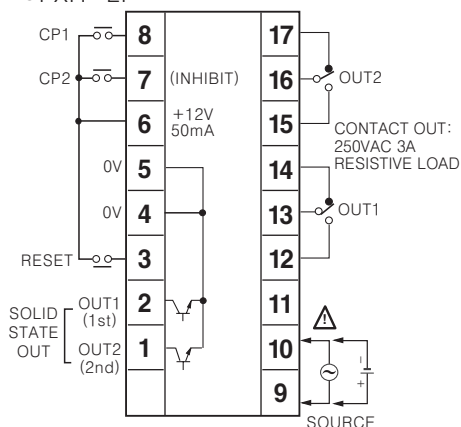 CP1
8
17
CP2
7
(INHIBIT)
16
OUT2
6
+12V
50mA
15
CONTACT OUT:
250VAC 3A
RESISTIVE LOAD
0V
5
14
0V
4
13
OUT1
RESET
3
12
SOLID
STATE
OUT
OUT1
(1st)
2
11
OUT2
(2nd)
1
10
9
SOURCE